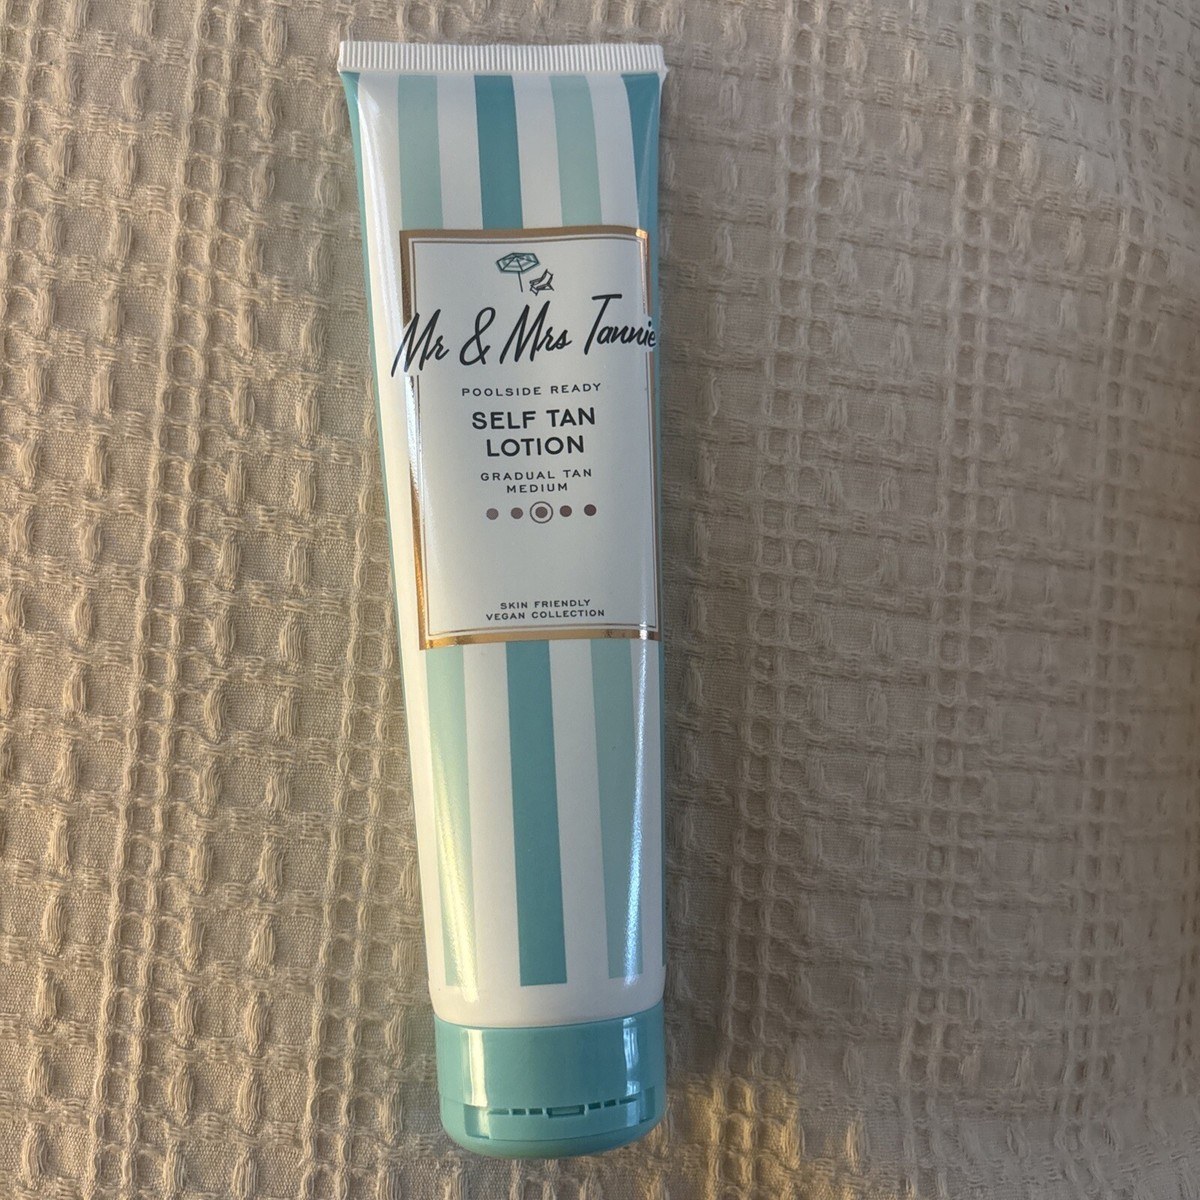 Mr & Mrs Tannie
POOLSIDE READY
SELF TAN
LOTION
GRADUAL TAN
MEDIUM
SKIN FRIENDLY
VEGAN COLLECTION